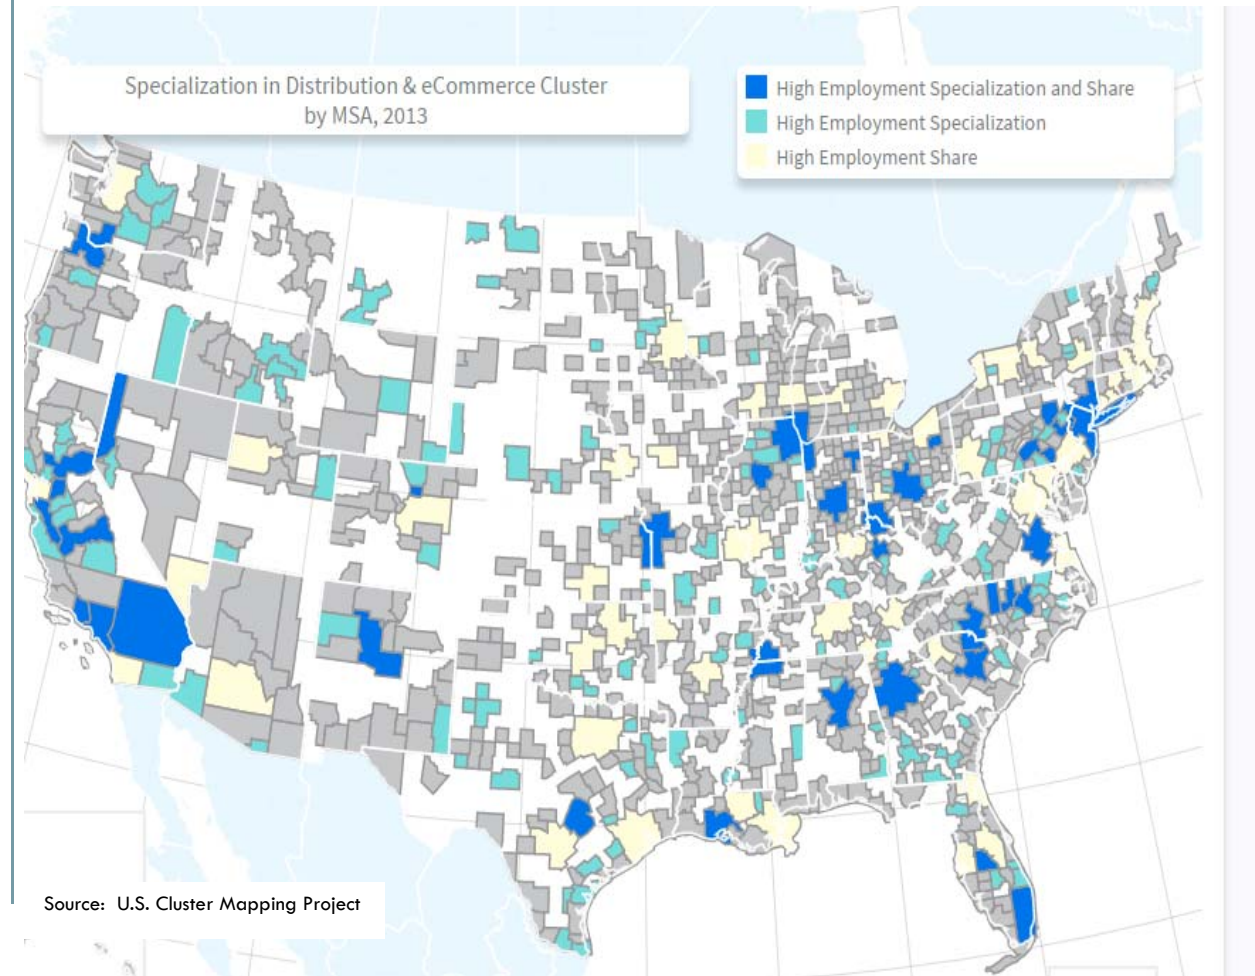 Specialization in Distribution & eCommerce Cluster
by MSA, 2013
High Employment Specialization and Share
High Employment Specialization
High Employment Share
Source: U.S. Cluster Mapping Project